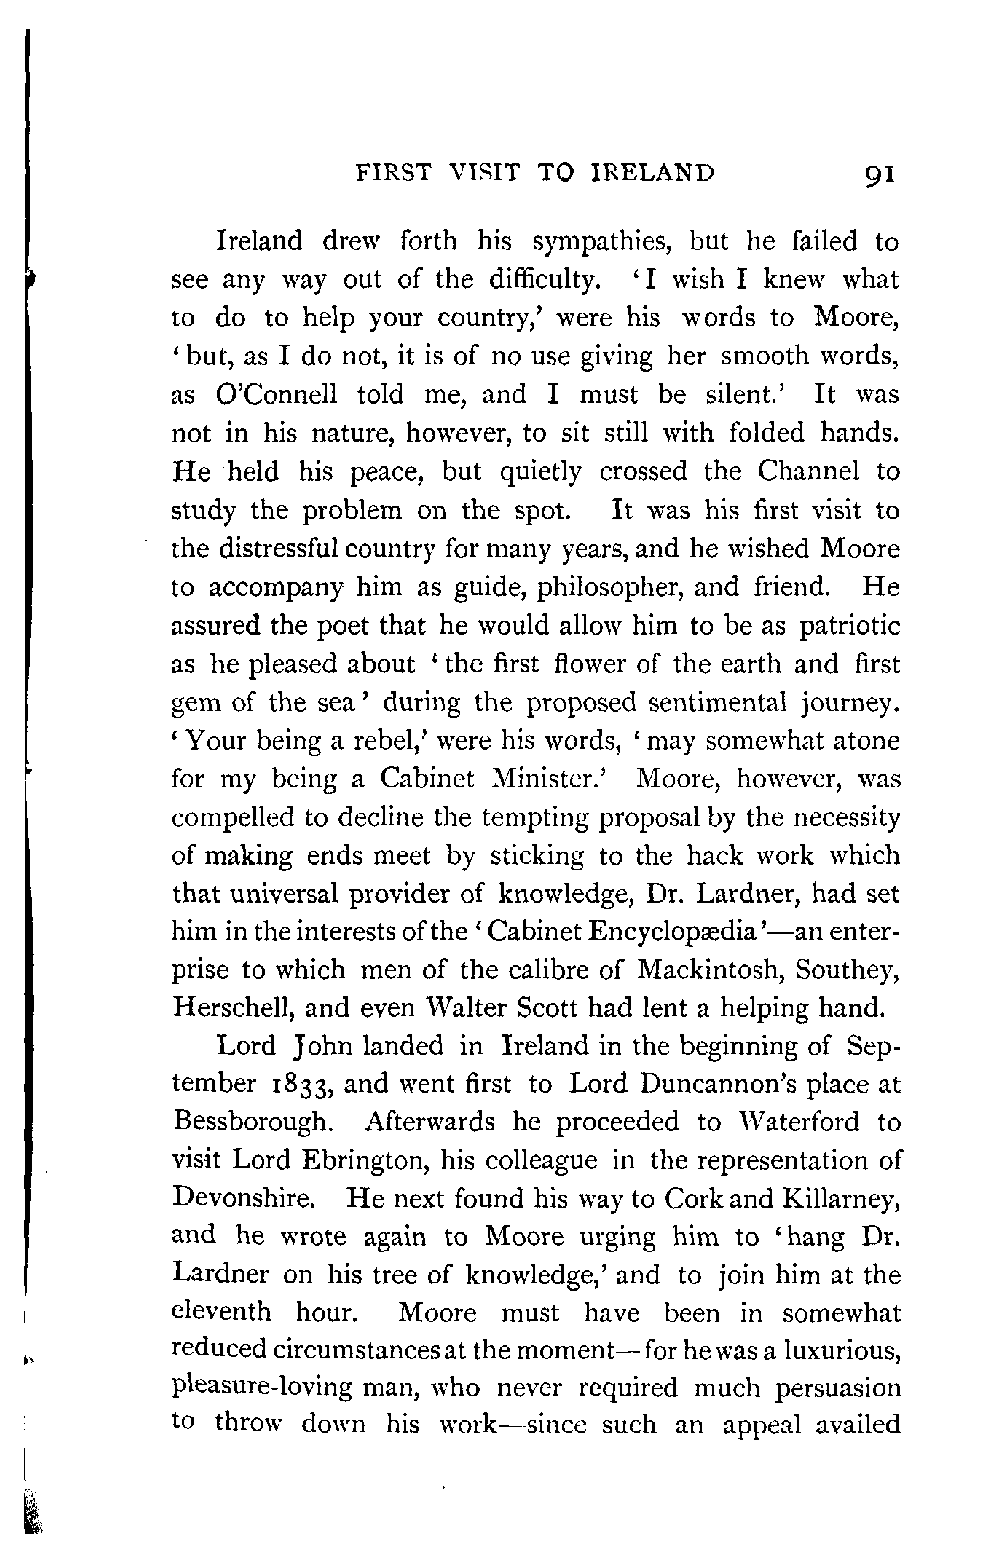 FIRST VISIT TO IRELAND 91
Ireland drew forth his sympathies, but he failed to
see any way out of the difficulty. ‘I wish I knew what
to do to help your country,’ were his words to Moore,
‘but, as I do not, it is of no use giving her smooth words,
as O’Connell told me, and I must be silent.’ It was
not in his nature, however, to sit still with folded hands.
He held his peace, but quietly crossed the Channel to
study the problem on the spot. It was his first visit to
the distressful country for many years, and he wished Moore
to accompany him as guide, philosopher, and friend. He
assured the poet that he would allow him to be as patriotic
as he pleased about ‘the first flower of the earth and first
gem of the sea’ during the proposed sentimental journey.
‘Your being a rebel,’ were his words, ‘may somewhat atone
for my being a Cabinet Minister.’ Moore, however, was
compelled to decline the tempting proposal by the necessity
of making ends meet by sticking to the hack work which
that universal provider of knowledge, Dr. Lardner, had set
him in the interests of the ‘Cabinet Encyclopædia’—an enter-
prise to which men of the calibre of Mackintosh, Southey,
Herschell, and even Walter Scott had lent a helping hand.
Lord John landed in Ireland in the beginning of Sep-
tember 1833, and went first to Lord Duncannon’s place at
Bessborough. Afterwards he proceeded to Waterford to
visit Lord Ebrington, his colleague in the representation of
Devonshire. He next found his way to Cork and Killarney,
and he wrote again to Moore urging him to ‘hang Dr.
Lardner on his tree of knowledge,’ and to join him at the
eleventh hour. Moore must have been in somewhat
reduced circumstances at the moment—for he was a luxurious,
pleasure-loving man, who never required much persuasion
to throw down his work—since such an appeal availed